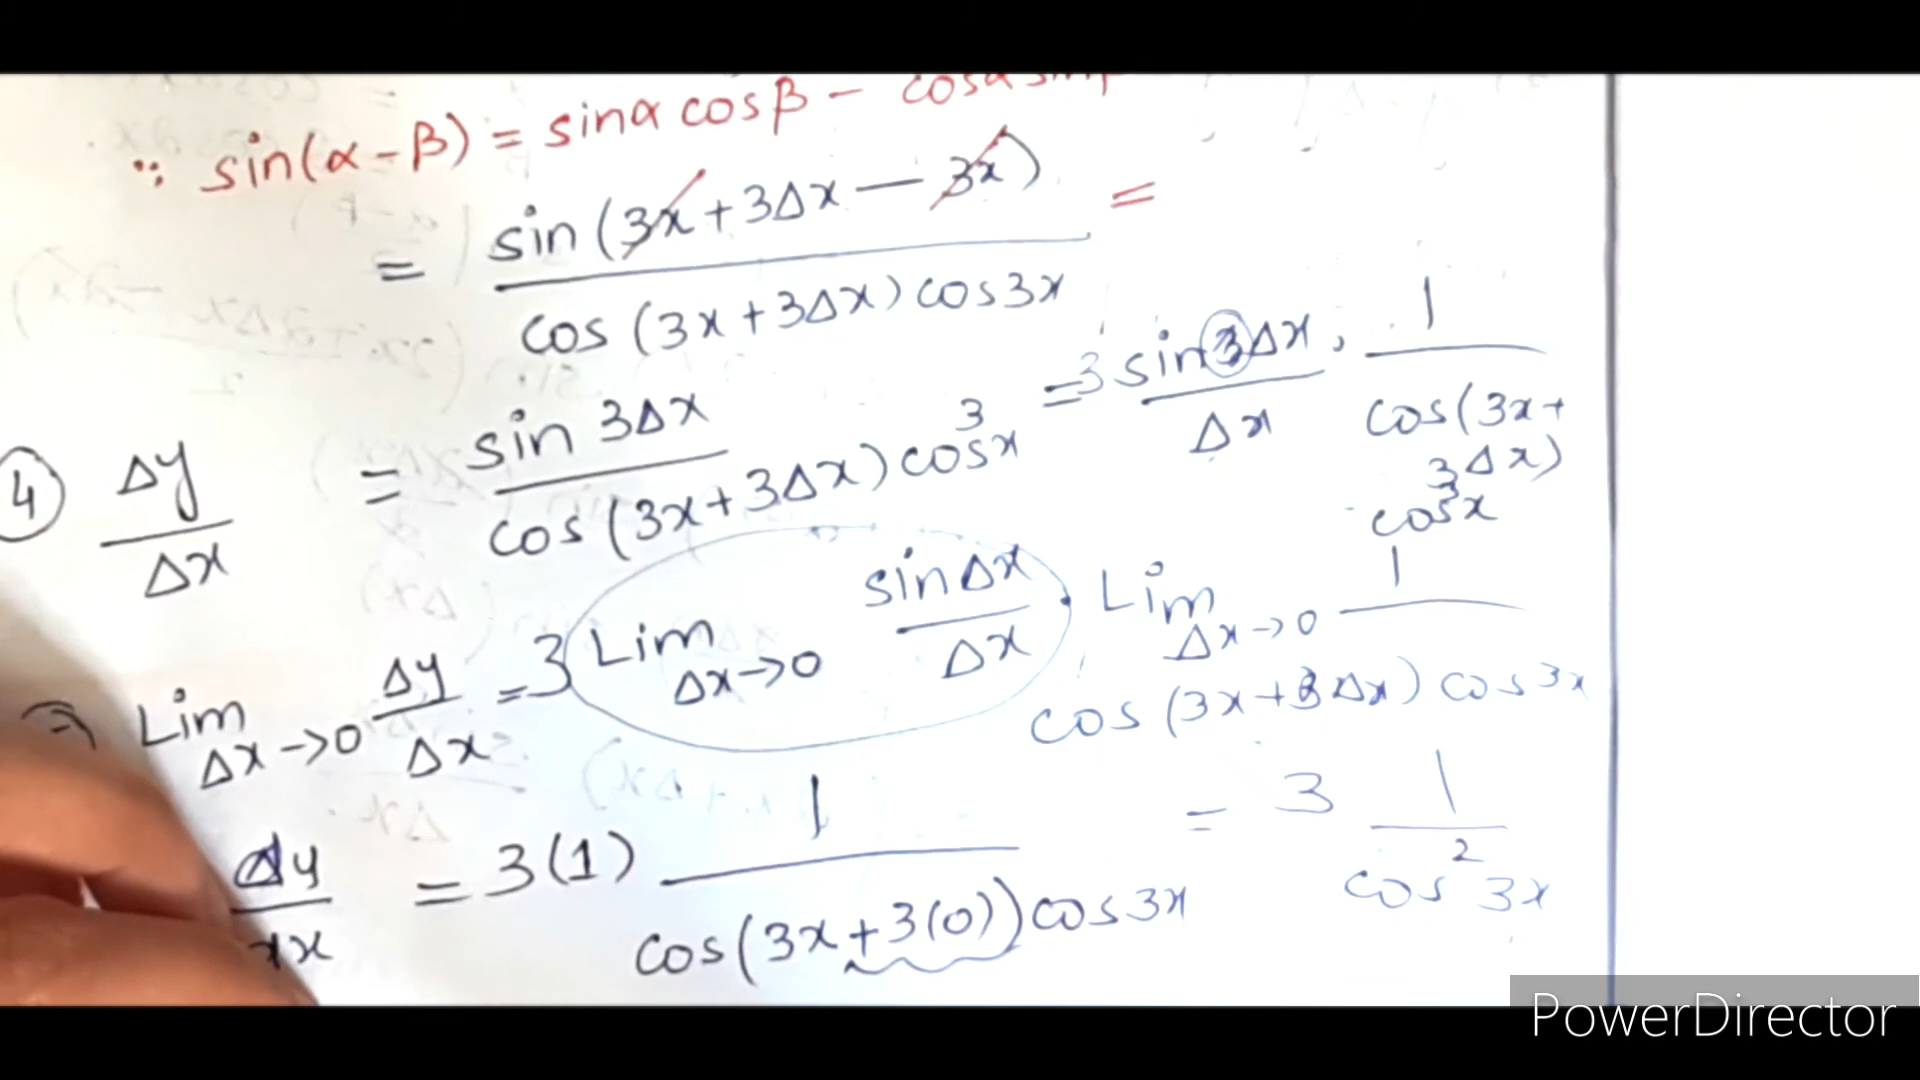 ∵ sin(α-β) = sinα cosβ - cosα
= sin(3x+3Δx - 3x) =
cos(3x+3Δx) cos3x
④ Δy/Δx = sin 3Δx / cos(3x+3Δx) cos3x = 3 sin3Δx / Δx . 1 / cos(3x+3Δx) cos3x
⇒ Lim Δx→0 Δy/Δx = 3 Lim Δx→0 sinΔx/Δx . Lim Δx→0 1 / cos(3x+3Δx) cos3x
dy/dx = 3(1) 1 / cos(3x+3(0)) cos3x = 3 1 / cos² 3x
PowerDirector